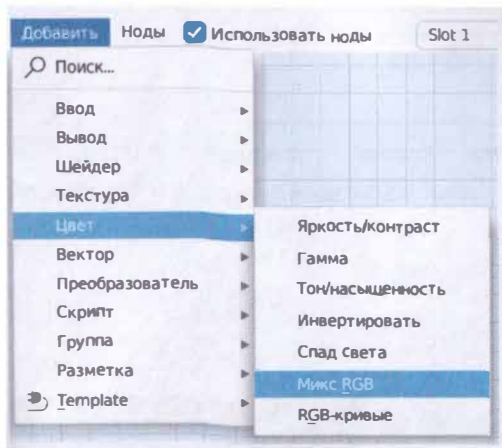 Добавить Ноды Использовать ноды Slot 1
Поиск...
Ввод
Вывод
Шейдер
Текстура
Цвет
Вектор
Преобразователь
Скрипт
Группа
Разметка
Template
Яркость/контраст
Гамма
Тон/насыщенность
Инвертировать
Спад света
Микс RGB
RGB-кривые